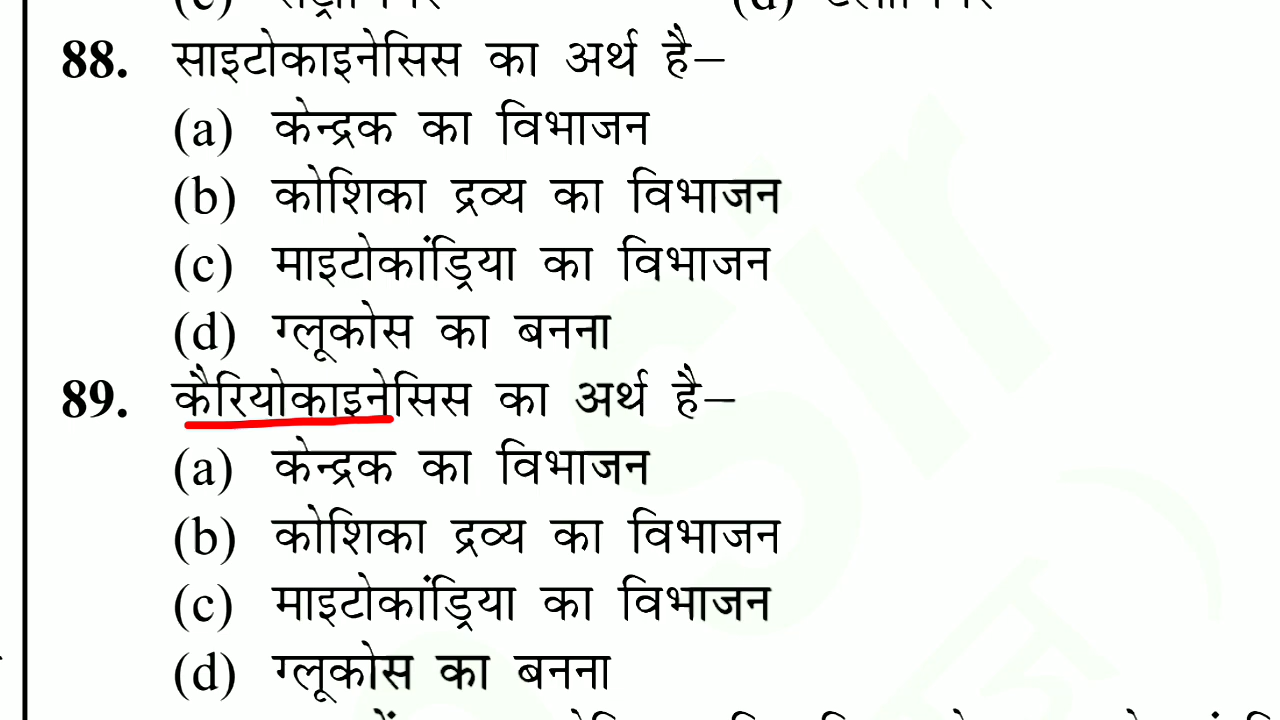 88. साइटोकाइनेसिस का अर्थ है–
(a) केन्द्रक का विभाजन
(b) कोशिका द्रव्य का विभाजन
(c) माइटोकांड्रिया का विभाजन
(d) ग्लूकोस का बनना
89. कैरियोकाइनेसिस का अर्थ है–
(a) केन्द्रक का विभाजन
(b) कोशिका द्रव्य का विभाजन
(c) माइटोकांड्रिया का विभाजन
(d) ग्लूकोस का बनना